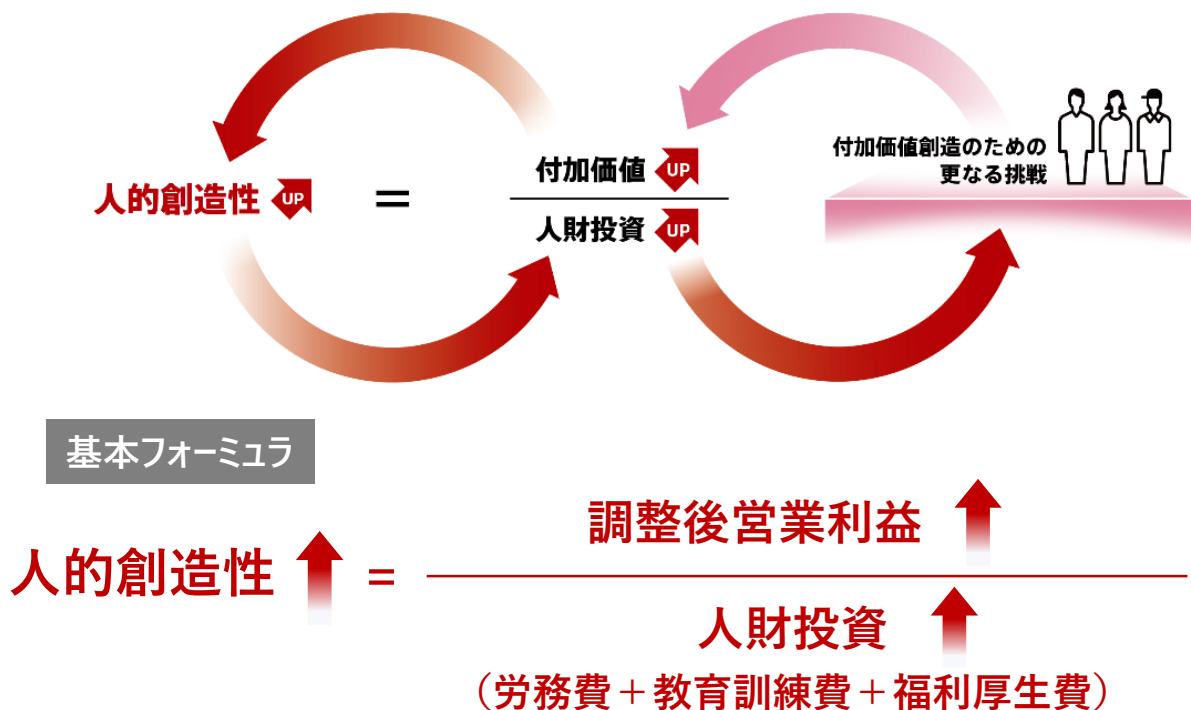 付加価値創造のための
更なる挑戦
人的創造性 UP = 付加価値 UP
人財投資 UP
基本フォーミュラ
人的創造性 = 調整後営業利益
人財投資
（労務費＋教育訓練費＋福利厚生費）